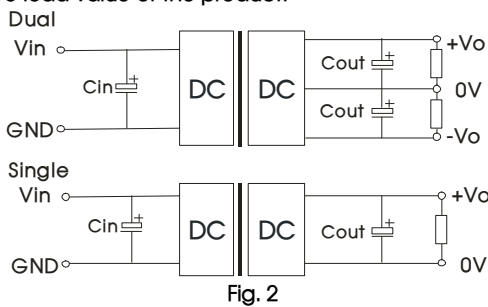 Dual
Vin
Cin
+
GND
DC
DC
Cout
+
Cout
+
+Vo
0V
-Vo
Single
Vin
Cin
+
GND
DC
DC
Cout
+
+Vo
0V
Fig. 2